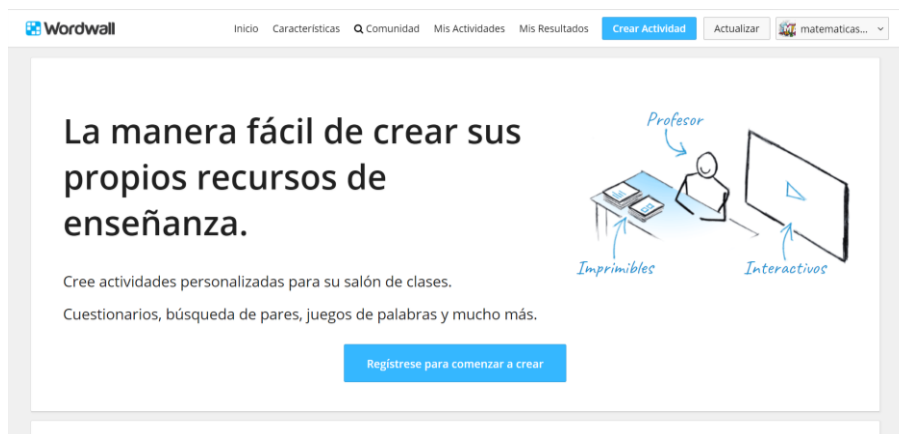 Wordwall
Inicio Características Comunidad Mis Actividades Mis Resultados Crear Actividad Actualizar matematicas...
La manera fácil de crear sus
propios recursos de
enseñanza.
Profesor
Imprimibles
Interactivos
Cree actividades personalizadas para su salón de clases.
Cuestionarios, búsqueda de pares, juegos de palabras y mucho más.
Regístrese para comenzar a crear